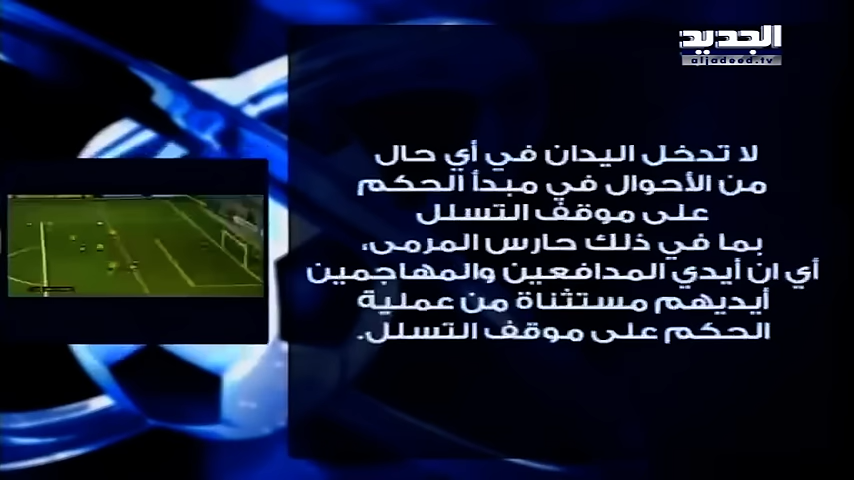 الجديد
aljadeed.tv
لا تدخل اليدان في أي حال
من الأحوال في مبدأ الحكم
على موقف التسلل
بما في ذلك حارس المرمى،
أي ان أيدي المدافعين والمهاجمين
أيديهم مستثناة من عملية
الحكم على موقف التسلل.